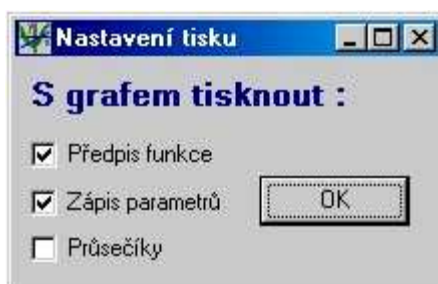 Nastavení tisku
S grafem tisknout :
Předpis funkce
Zápis parametrů
OK
Průsečíky